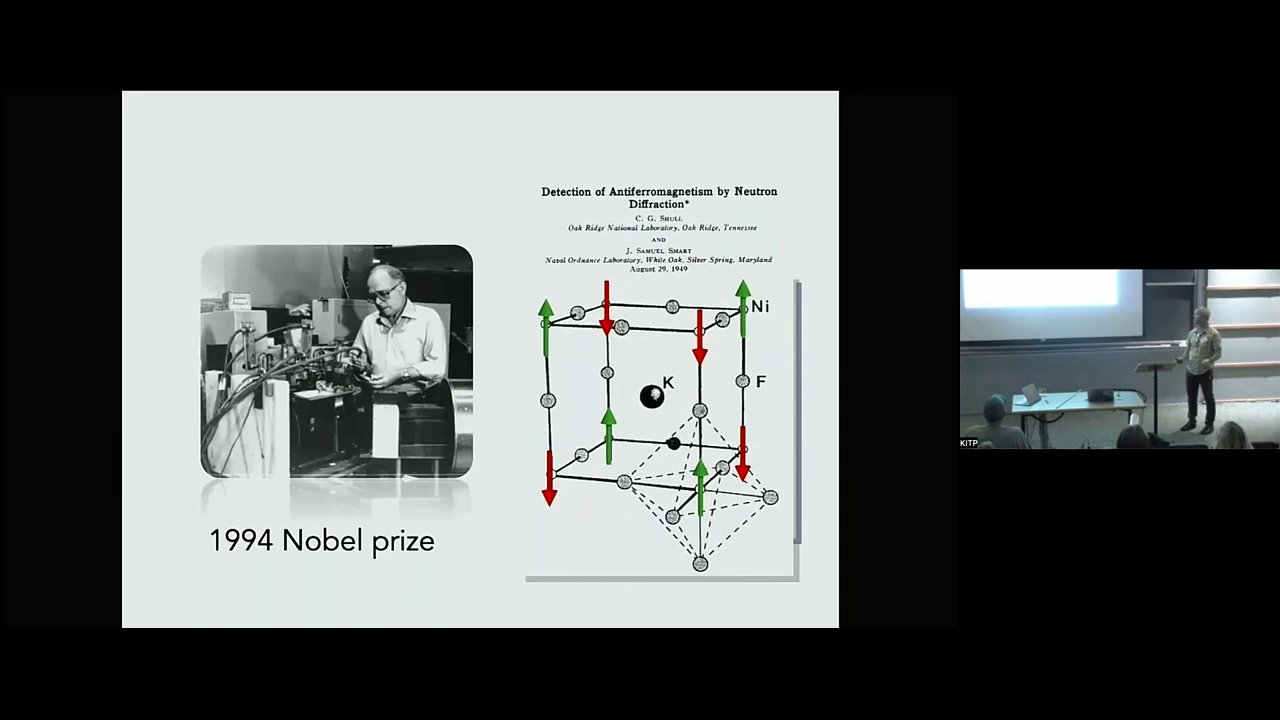 Detection of Antiferromagnetism by Neutron
Diffraction*
C. G. SHULL
Oak Ridge National Laboratory, Oak Ridge, Tennessee
AND
J. SAMUEL SMART
Naval Ordnance Laboratory, White Oak, Silver Spring, Maryland
August 29, 1949
Ni
K
F
1994 Nobel prize
KITP